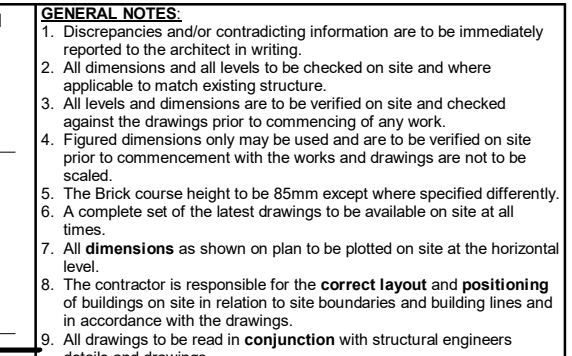 GENERAL NOTES:
1. Discrepancies and/or contradicting information are to be immediately
reported to the architect in writing.
2. All dimensions and all levels to be checked on site and where
applicable to match existing structure.
3. All levels and dimensions are to be verified on site and checked
against the drawings prior to commencing of any work.
4. Figured dimensions only may be used and are to be verified on site
prior to commencement with the works and drawings are not to be
scaled.
5. The Brick course height to be 85mm except where specified differently.
6. A complete set of the latest drawings to be available on site at all
times.
7. All dimensions as shown on plan to be plotted on site at the horizontal
level.
8. The contractor is responsible for the correct layout and positioning
of buildings on site in relation to site boundaries and building lines and
in accordance with the drawings.
9. All drawings to be read in conjunction with structural engineers
details and drawings